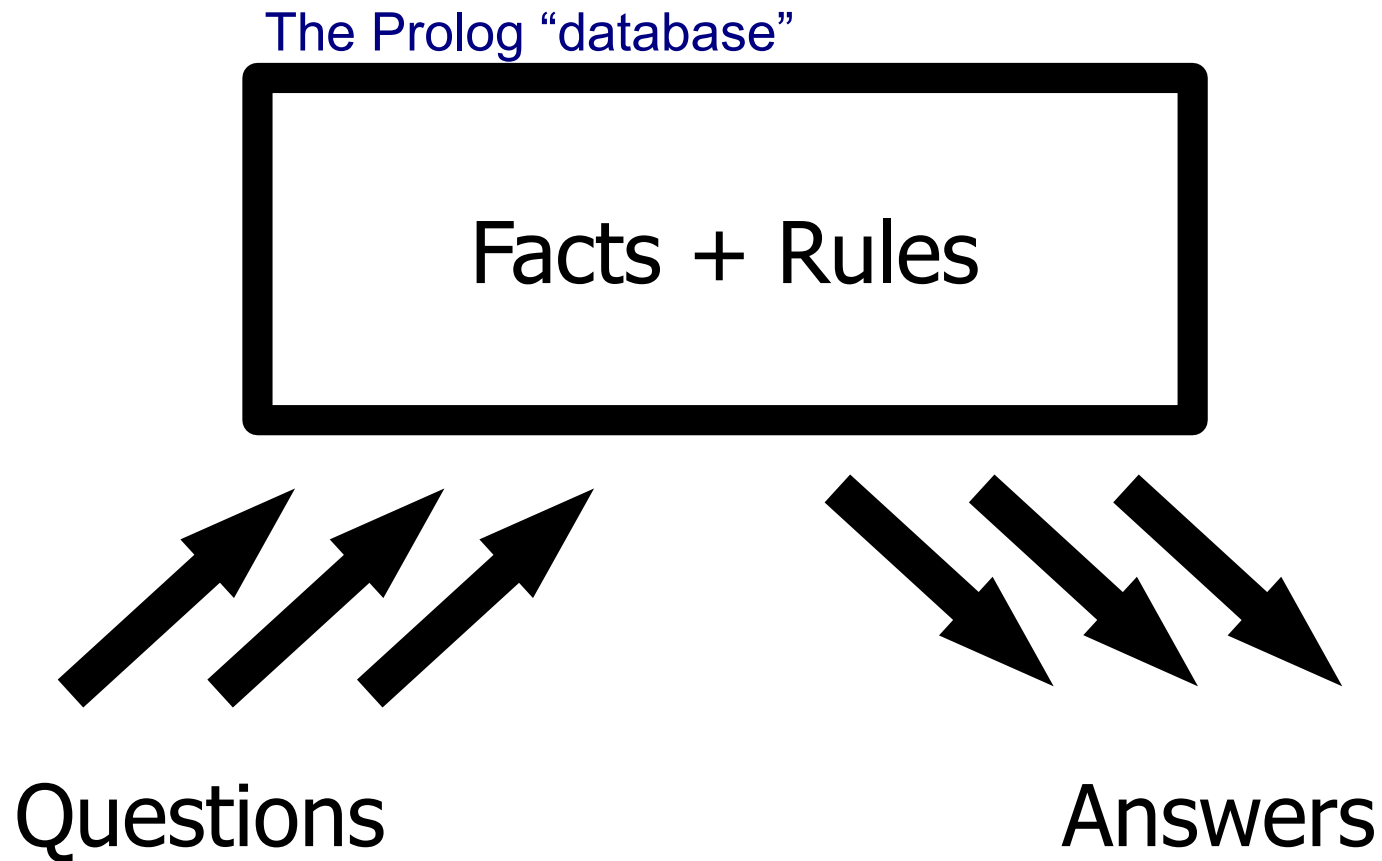 The Prolog “database”
Facts + Rules
Questions
Answers